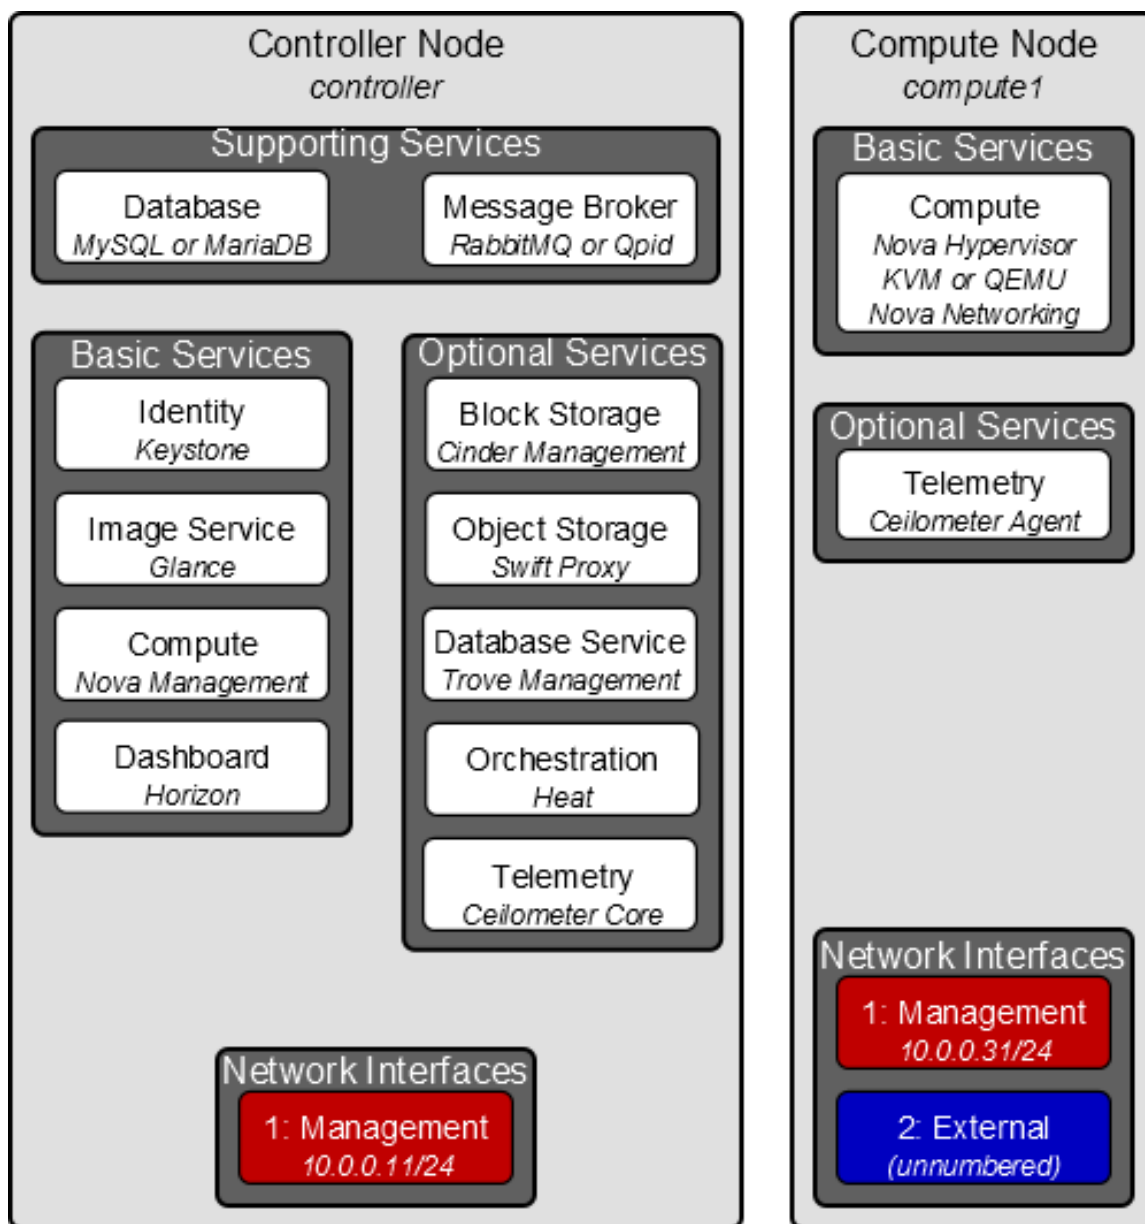 Controller Node
controller
Supporting Services
Database
MySQL or MariaDB
Message Broker
RabbitMQ or Qpid
Basic Services
Identity
Keystone
Image Service
Glance
Compute
Nova Management
Dashboard
Horizon
Optional Services
Block Storage
Cinder Management
Object Storage
Swift Proxy
Database Service
Trove Management
Orchestration
Heat
Telemetry
Ceilometer Core
Network Interfaces
1: Management
10.0.0.11/24
Compute Node
compute1
Basic Services
Compute
Nova Hypervisor
KVM or QEMU
Nova Networking
Optional Services
Telemetry
Ceilometer Agent
Network Interfaces
1: Management
10.0.0.31/24
2: External
(unnumbered)